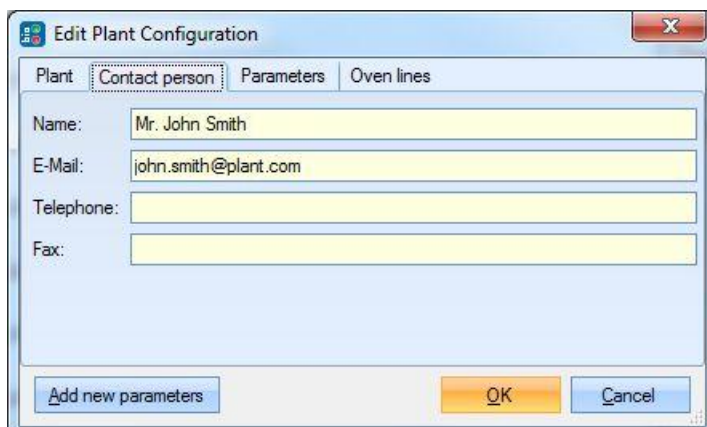 Edit Plant Configuration
Plant Contact person Parameters Oven lines
Name: Mr. John Smith
E-Mail: john.smith@plant.com
Telephone:
Fax:
Add new parameters OK Cancel